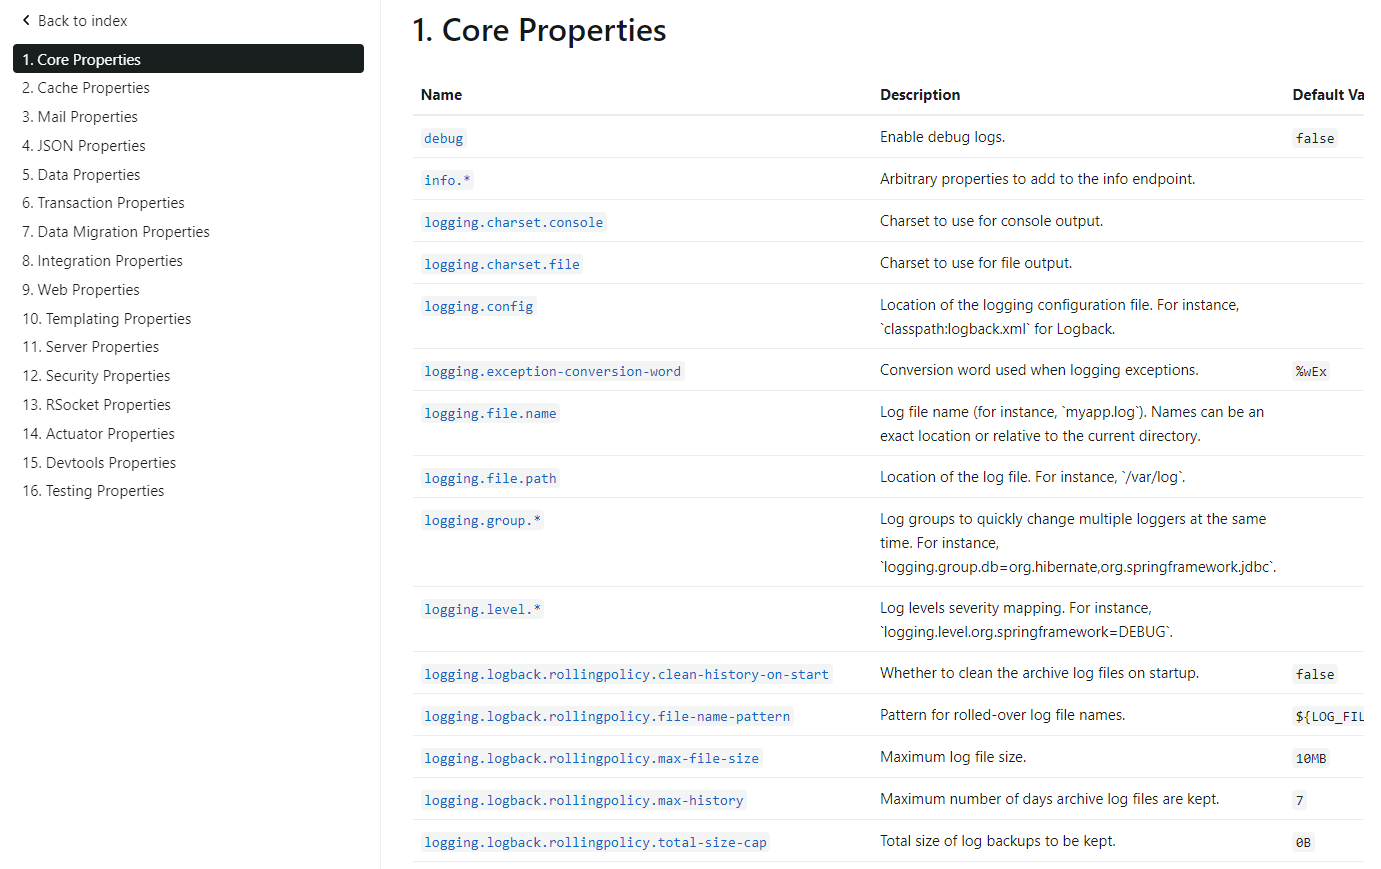 Back to index
1. Core Properties
2. Cache Properties
3. Mail Properties
4. JSON Properties
5. Data Properties
6. Transaction Properties
7. Data Migration Properties
8. Integration Properties
9. Web Properties
10. Templating Properties
11. Server Properties
12. Security Properties
13. RSocket Properties
14. Actuator Properties
15. Devtools Properties
16. Testing Properties
1. Core Properties
Name Description Default Va
debug Enable debug logs. false
info.* Arbitrary properties to add to the info endpoint.
logging.charset.console Charset to use for console output.
logging.charset.file Charset to use for file output.
logging.config Location of the logging configuration file. For instance,
`classpath:logback.xml` for Logback.
logging.exception-conversion-word Conversion word used when logging exceptions. %wEx
logging.file.name Log file name (for instance, `myapp.log`). Names can be an
exact location or relative to the current directory.
logging.file.path Location of the log file. For instance, `/var/log`.
logging.group.* Log groups to quickly change multiple loggers at the same
time. For instance,
`logging.group.db=org.hibernate,org.springframework.jdbc`.
logging.level.* Log levels severity mapping. For instance,
`logging.level.org.springframework=DEBUG`.
logging.logback.rollingpolicy.clean-history-on-start Whether to clean the archive log files on startup. false
logging.logback.rollingpolicy.file-name-pattern Pattern for rolled-over log file names. ${LOG_FIL
logging.logback.rollingpolicy.max-file-size Maximum log file size. 10MB
logging.logback.rollingpolicy.max-history Maximum number of days archive log files are kept. 7
logging.logback.rollingpolicy.total-size-cap Total size of log backups to be kept. 0B